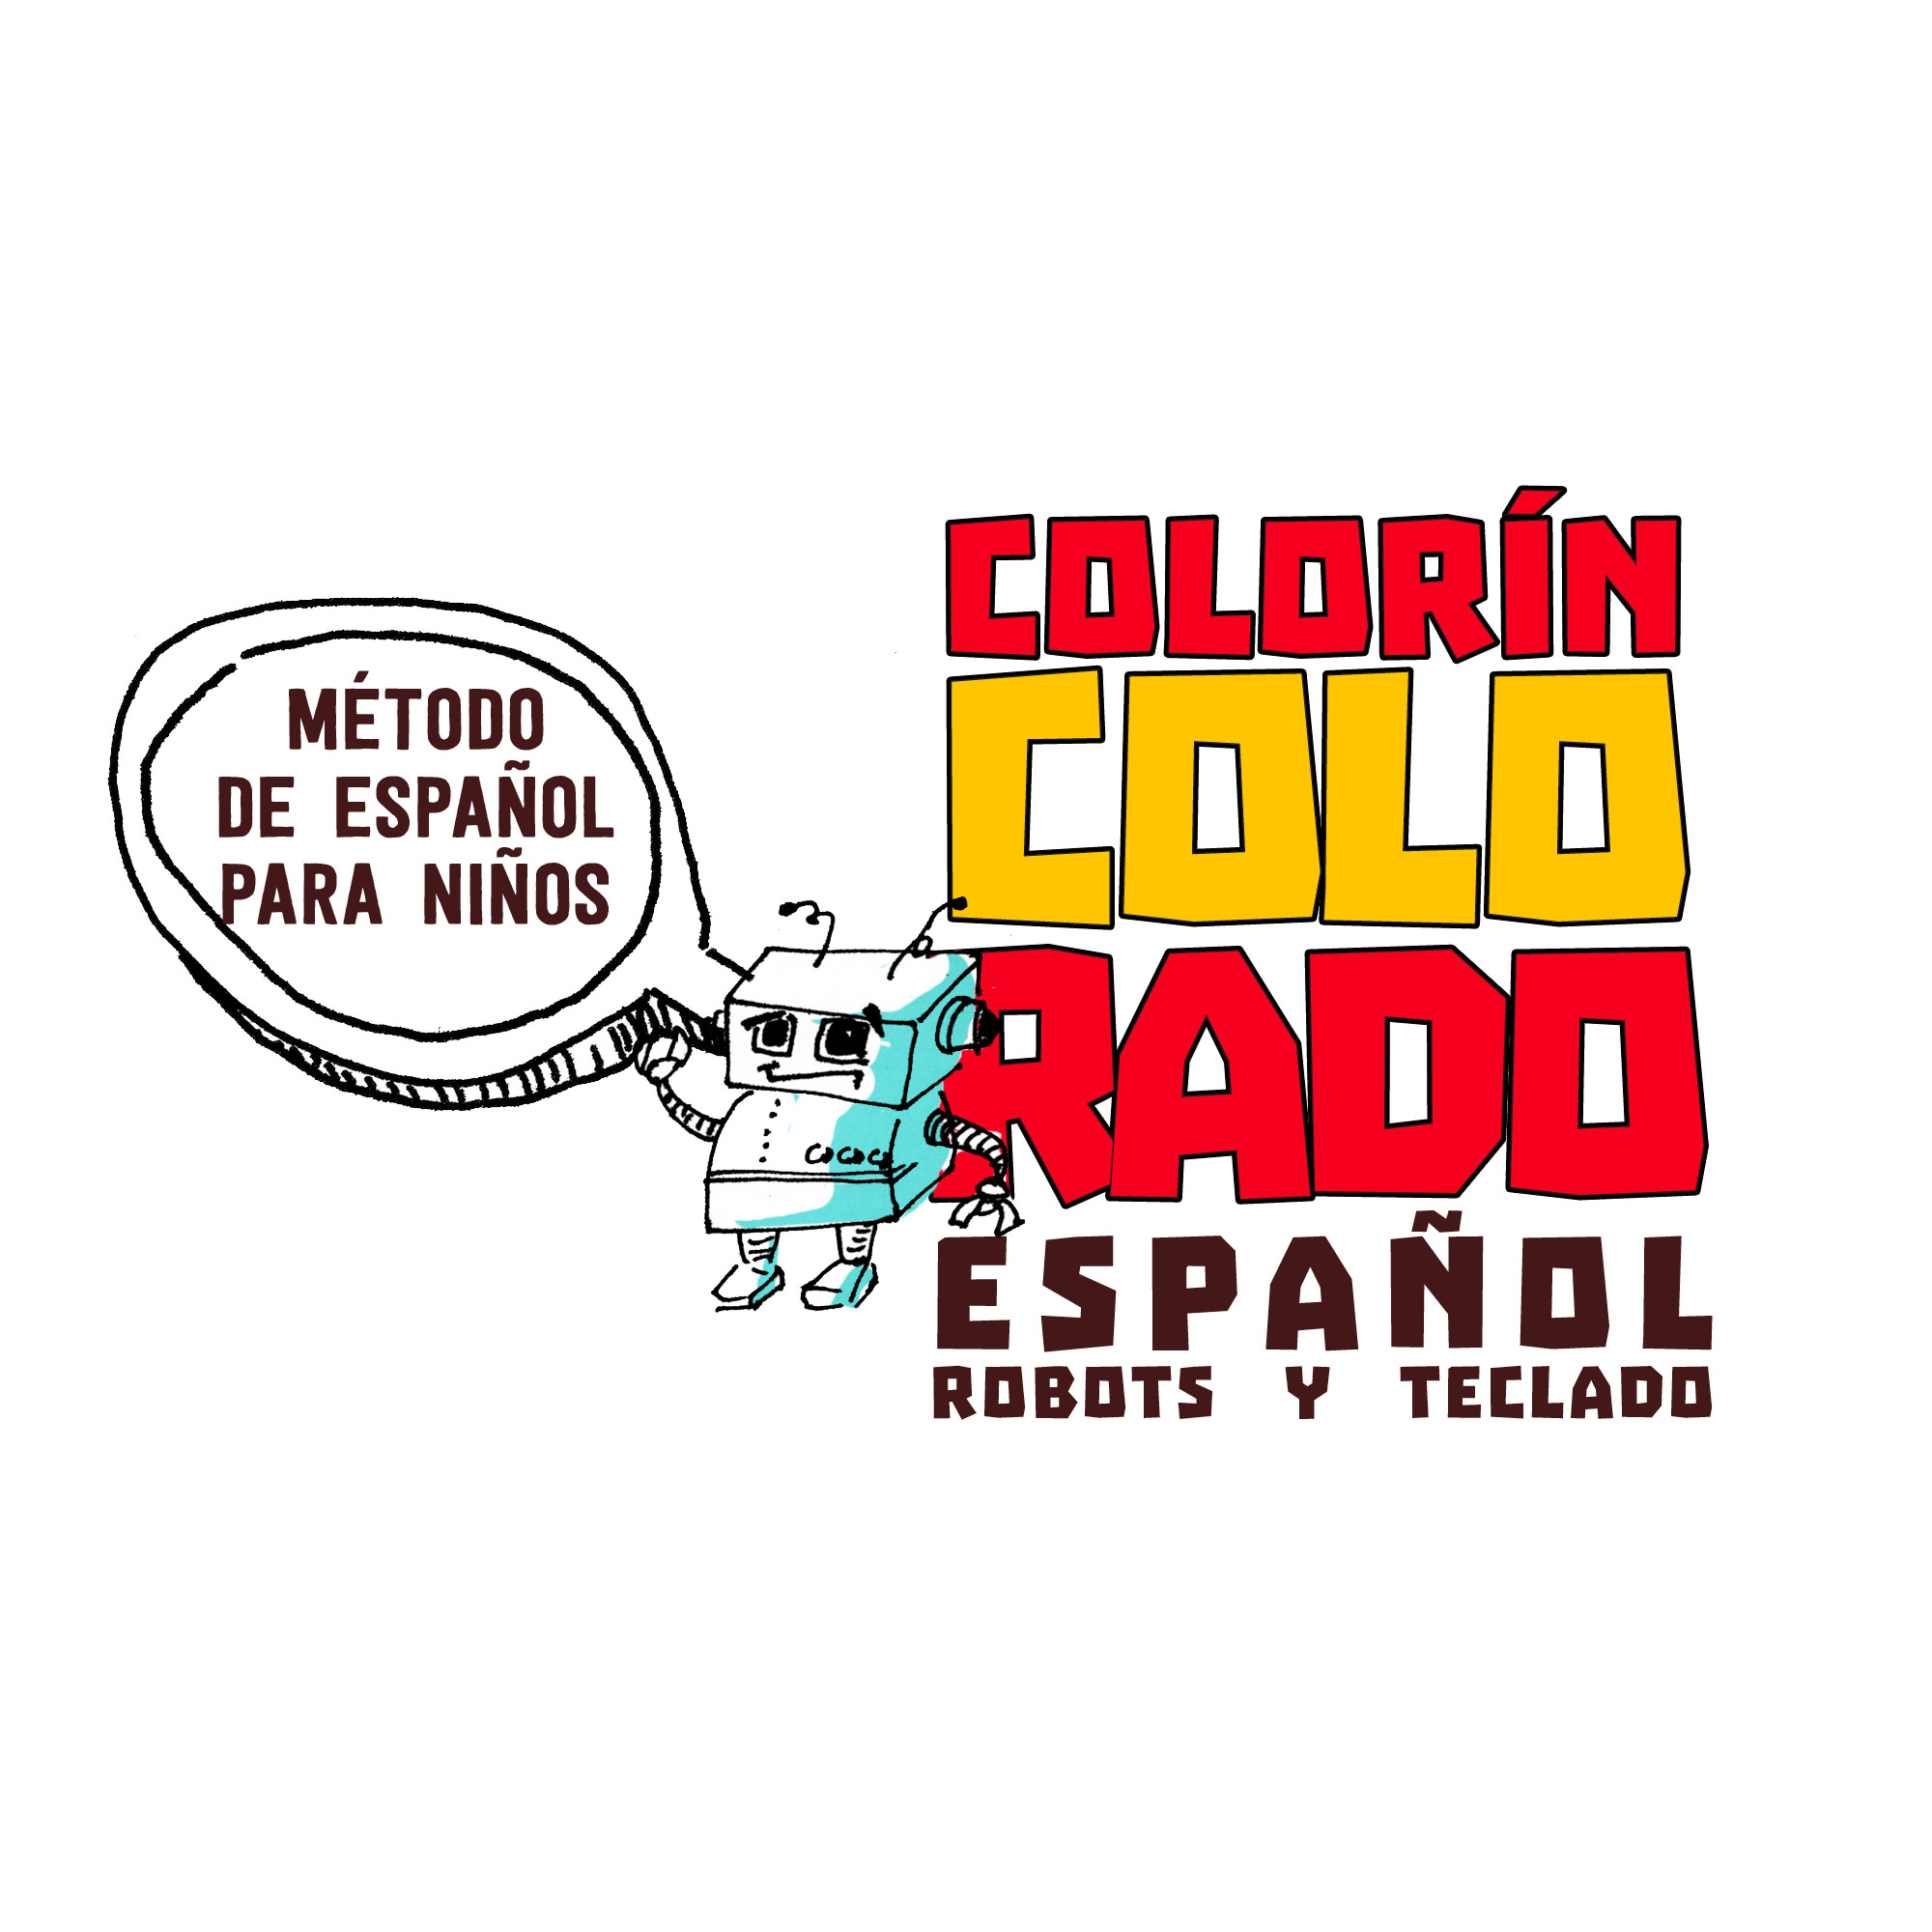 MÉTODO
DE ESPAÑOL
PARA NIÑOS
COLORÍN
COLO
RADO
ESPAÑOL
ROBOTS Y TECLADO